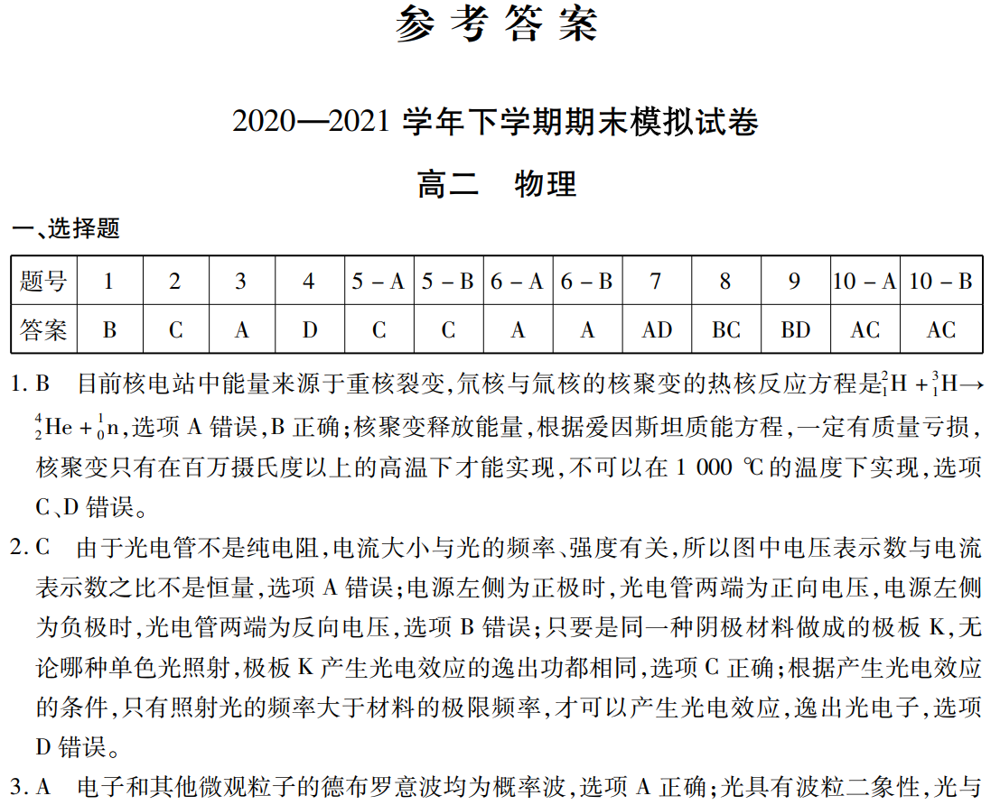 参考答案
2020—2021 学年下学期期末模拟试卷
高二 物理
一、选择题
题号 1 2 3 4 5-A 5-B 6-A 6-B 7 8 9 10-A 10-B
答案 B C A D C C A A AD BC BD AC AC
1. B 目前核电站中能量来源于重核裂变,氘核与氚核的核聚变的热核反应方程是²₁H+³₁H→
⁴₂He+¹₀n,选项 A 错误,B 正确;核聚变释放能量,根据爱因斯坦质能方程,一定有质量亏损,
核聚变只有在百万摄氏度以上的高温下才能实现,不可以在 1 000 ℃的温度下实现,选项
C、D 错误。
2. C 由于光电管不是纯电阻,电流大小与光的频率、强度有关,所以图中电压表示数与电流
表示数之比不是恒量,选项 A 错误;电源左侧为正极时,光电管两端为正向电压,电源左侧
为负极时,光电管两端为反向电压,选项 B 错误;只要是同一种阴极材料做成的极板 K,无
论哪种单色光照射,极板 K 产生光电效应的逸出功都相同,选项 C 正确;根据产生光电效应
的条件,只有照射光的频率大于材料的极限频率,才可以产生光电效应,逸出光电子,选项
D 错误。
3. A 电子和其他微观粒子的德布罗意波均为概率波,选项 A 正确;光具有波粒二象性,光与